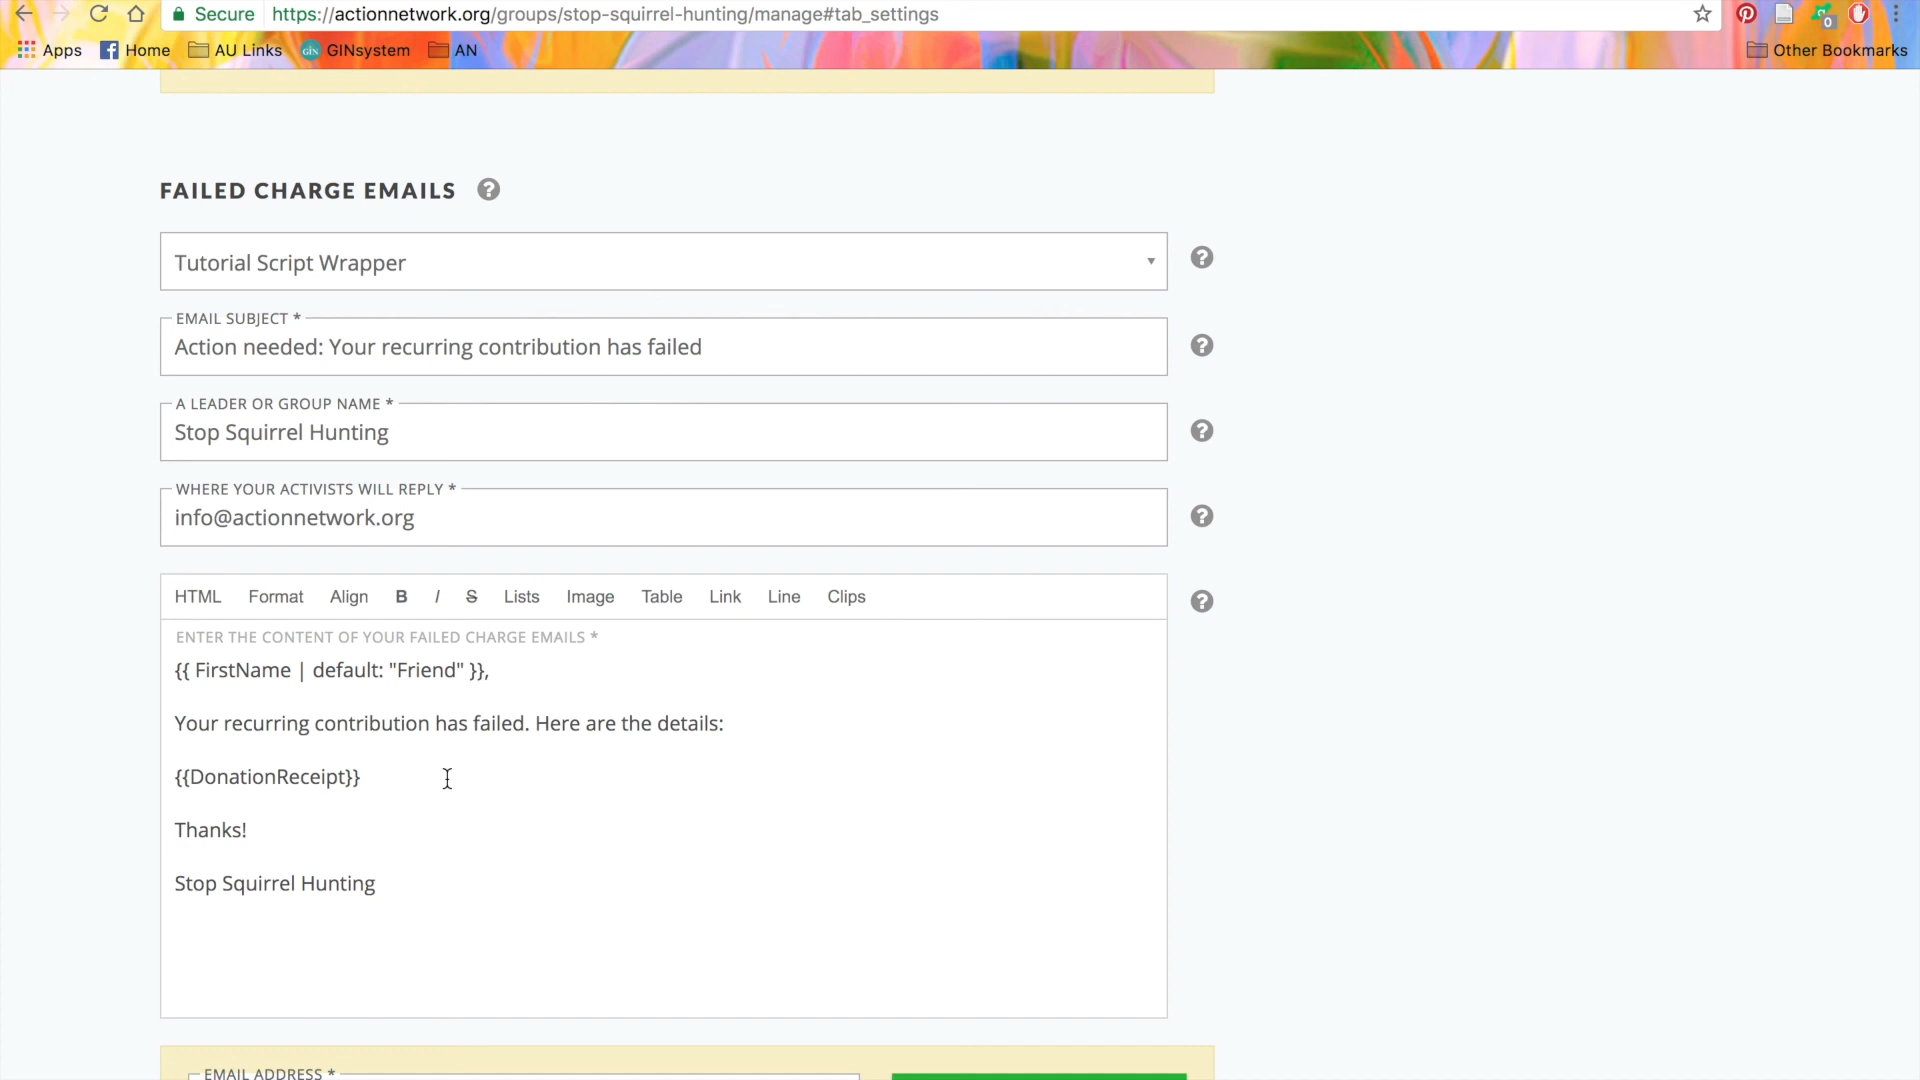 Secure https://actionnetwork.org/groups/stop-squirrel-hunting/manage#tab_settings
0
Apps Home AU Links GIN GINsystem AN Other Bookmarks
FAILED CHARGE EMAILS ?
Tutorial Script Wrapper ?
EMAIL SUBJECT *
Action needed: Your recurring contribution has failed ?
A LEADER OR GROUP NAME *
Stop Squirrel Hunting ?
WHERE YOUR ACTIVISTS WILL REPLY *
info@actionnetwork.org ?
HTML Format Align B I S Lists Image Table Link Line Clips ?
ENTER THE CONTENT OF YOUR FAILED CHARGE EMAILS *
{{ FirstName | default: "Friend" }},
Your recurring contribution has failed. Here are the details:
{{DonationReceipt}}
Thanks!
Stop Squirrel Hunting
EMAIL ADDRESS *